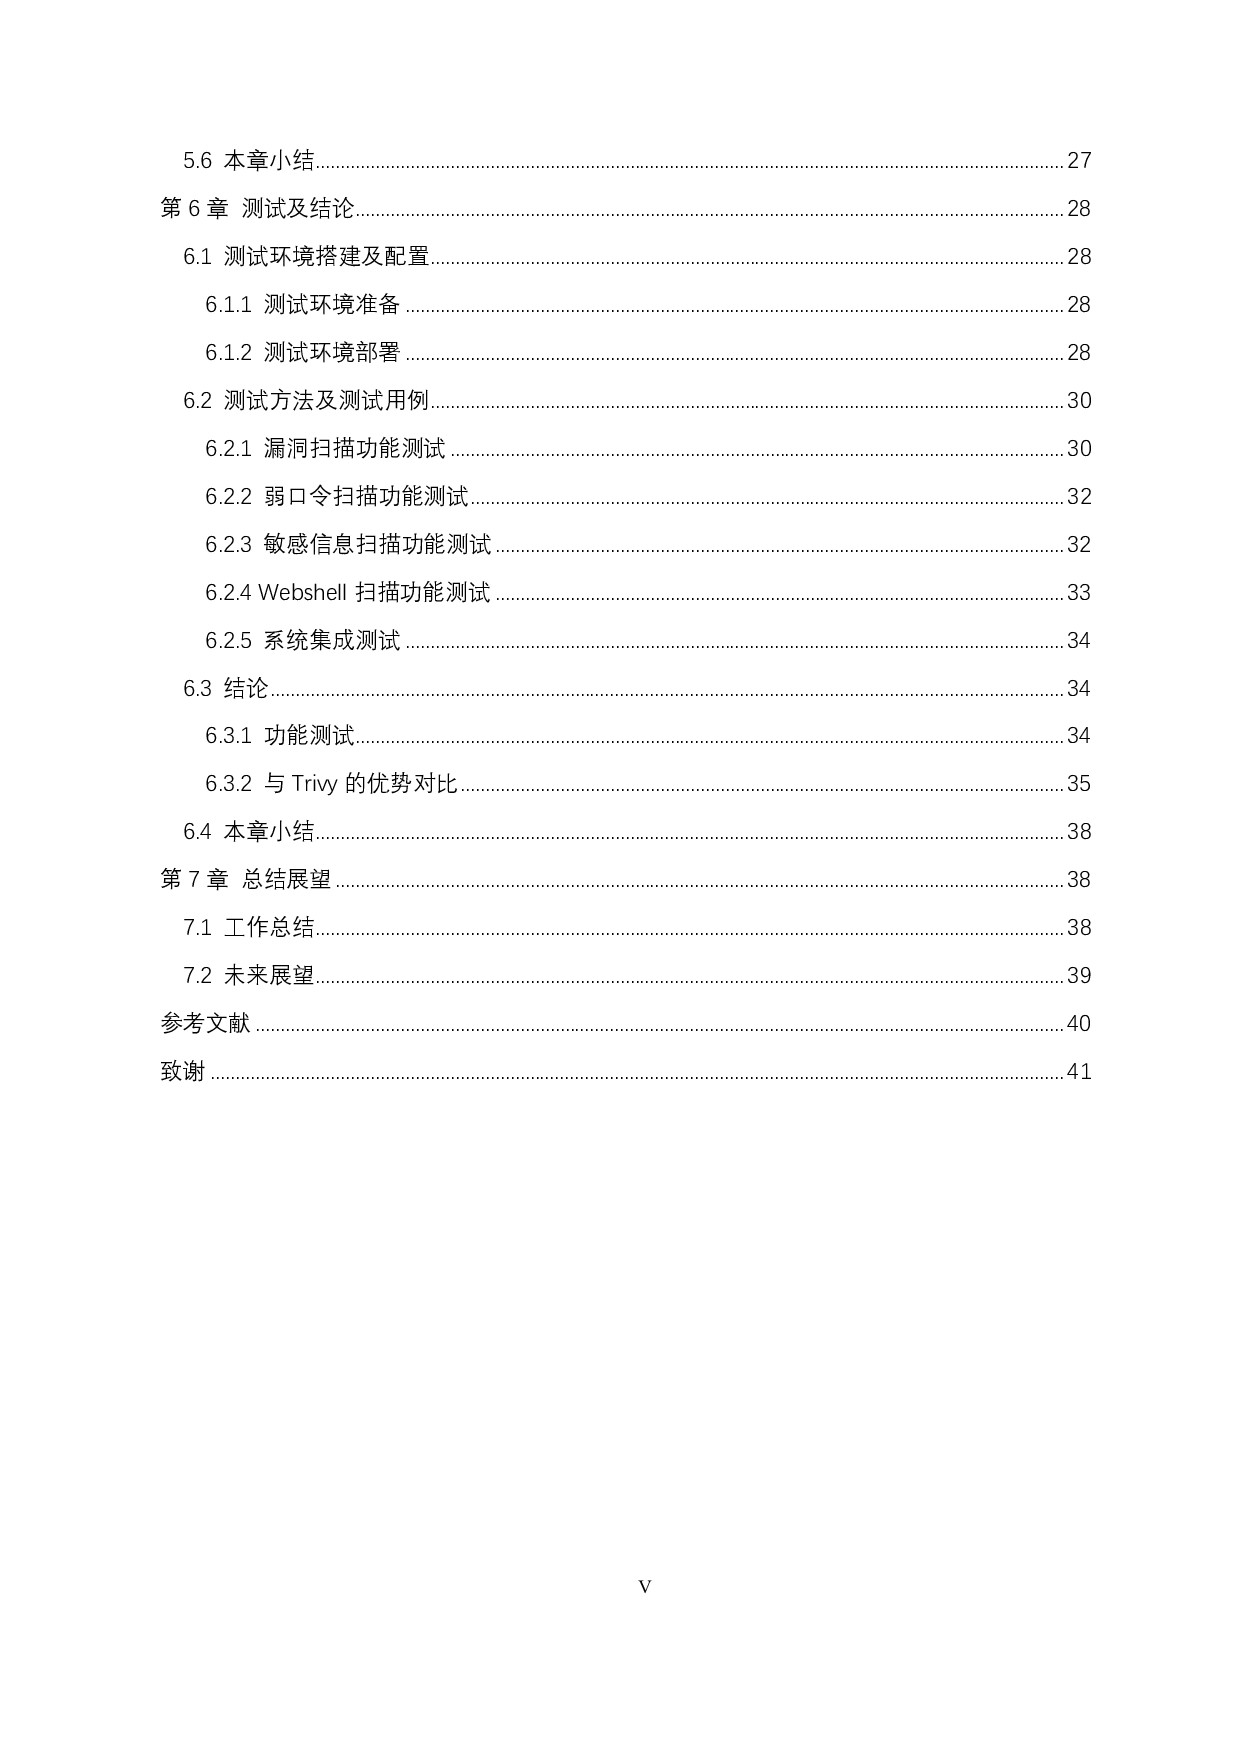 5.6 本章小结........27
第 6 章 测试及结论........28
6.1 测试环境搭建及配置........28
6.1.1 测试环境准备........28
6.1.2 测试环境部署........28
6.2 测试方法及测试用例........30
6.2.1 漏洞扫描功能测试........30
6.2.2 弱口令扫描功能测试........32
6.2.3 敏感信息扫描功能测试........32
6.2.4 Webshell 扫描功能测试........33
6.2.5 系统集成测试........34
6.3 结论........34
6.3.1 功能测试........34
6.3.2 与 Trivy 的优势对比........35
6.4 本章小结........38
第 7 章 总结展望........38
7.1 工作总结........38
7.2 未来展望........39
参考文献........40
致谢........41
V